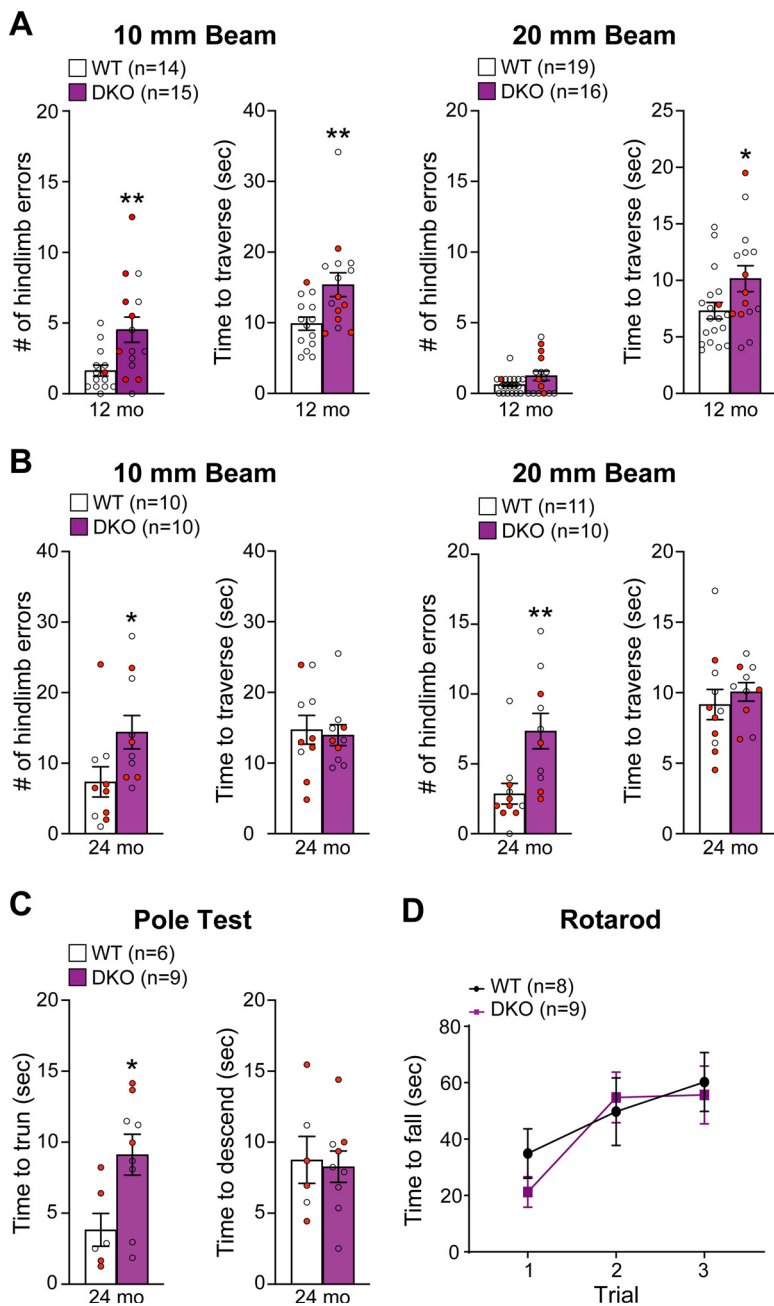 A
10 mm Beam
20 mm Beam
WT (n=14)
DKO (n=15)
WT (n=19)
DKO (n=16)
# of hindlimb errors
20
15
10
5
0
12 mo
**
Time to traverse (sec)
40
30
20
10
0
12 mo
**
# of hindlimb errors
20
15
10
5
0
12 mo
Time to traverse (sec)
25
20
15
10
5
0
12 mo
*
B
10 mm Beam
20 mm Beam
WT (n=10)
DKO (n=10)
WT (n=11)
DKO (n=10)
# of hindlimb errors
40
30
20
10
0
24 mo
*
Time to traverse (sec)
40
30
20
10
0
24 mo
# of hindlimb errors
20
15
10
5
0
24 mo
**
Time to traverse (sec)
20
15
10
5
0
24 mo
C
Pole Test
WT (n=6)
DKO (n=9)
Time to trun (sec)
20
15
10
5
0
24 mo
*
Time to descend (sec)
20
15
10
5
0
24 mo
D
Rotarod
WT (n=8)
DKO (n=9)
Time to fall (sec)
80
60
40
20
0
1 2 3
Trial